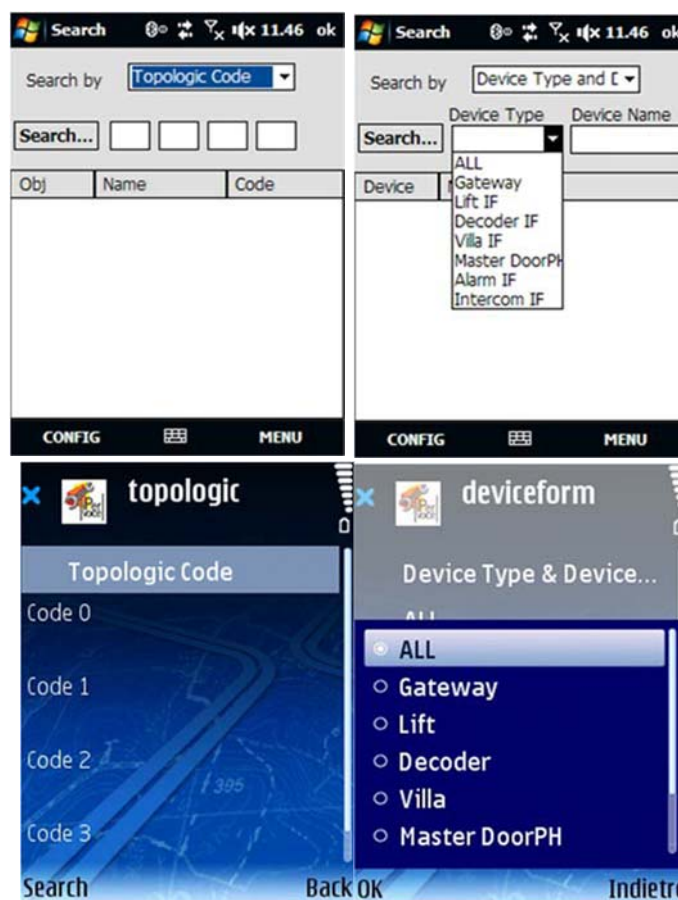 Search 11.46 ok
Search by Topologic Code
Search...
Obj Name Code
CONFIG MENU
Search 11.46 ok
Search by Device Type and
Device Type Device Name
Search...
ALL
Device
Gateway
Lift IF
Decoder IF
Villa IF
Master DoorPH
Alarm IF
Intercom IF
CONFIG MENU
topologic
Topologic Code
Code 0
Code 1
Code 2
395
Code 3
Search Back
deviceform
Device Type & Device...
ALL
ALL
Gateway
Lift
Decoder
Villa
Master DoorPH
OK Indietro